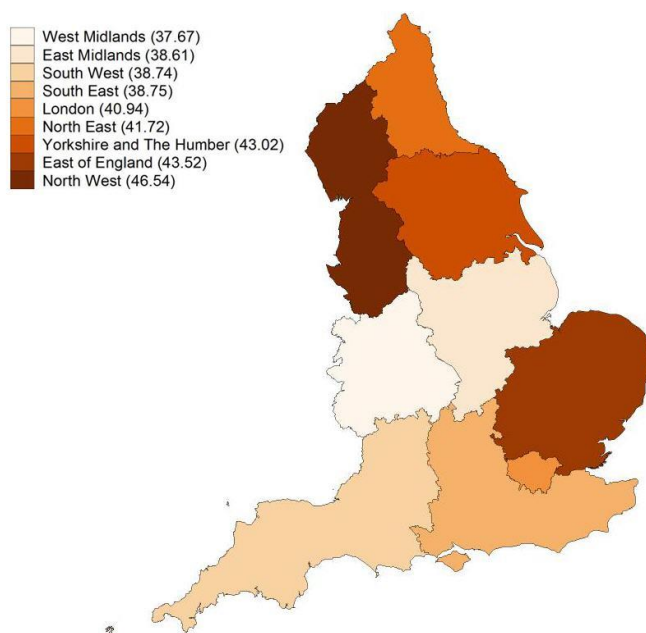 West Midlands (37.67)
East Midlands (38.61)
South West (38.74)
South East (38.75)
London (40.94)
North East (41.72)
Yorkshire and The Humber (43.02)
East of England (43.52)
North West (46.54)